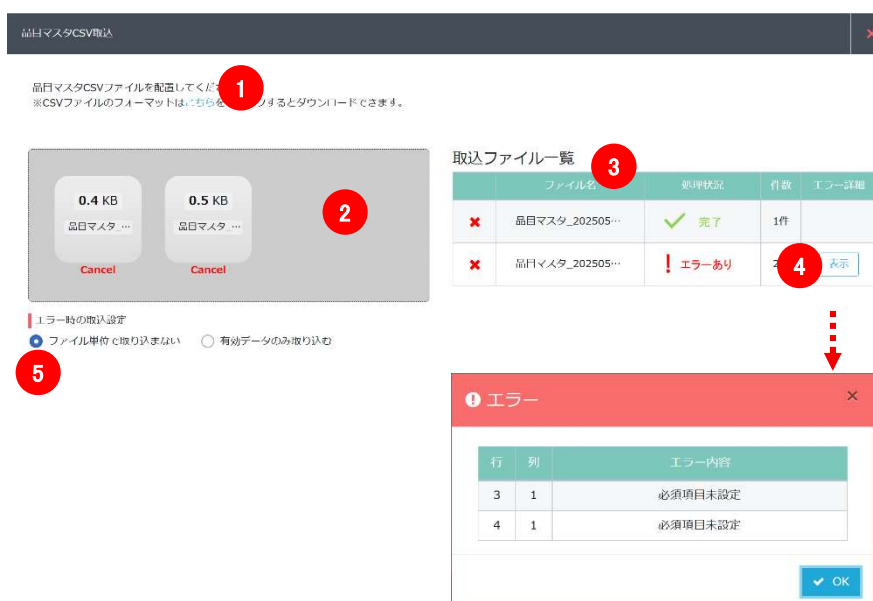 品目マスタCSV取込
1
品目マスタCSVファイルを配置してくだ
※CSVファイルのフォーマットはこちらを するとダウンロードできます。
取込ファイル一覧
3
ファイル名 処理状況 件数 エラー詳細
0.4 KB 0.5 KB
2
品目マスタ_… 品目マスタ_…
品目マスタ_202505… 完了 1件
Cancel Cancel
品目マスタ_202505… エラーあり 2 4 表示
エラー時の取込設定
ファイル単位で取り込まない 有効データのみ取り込む
5
エラー ×
行 列 エラー内容
3 1 必須項目未設定
4 1 必須項目未設定
OK